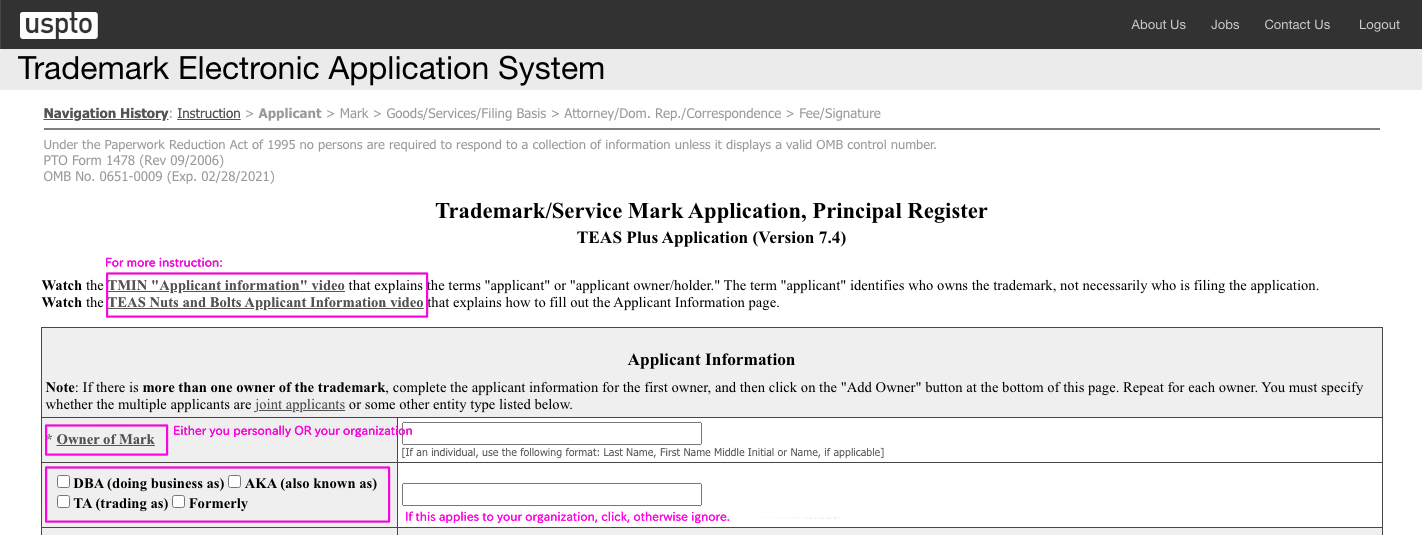 uspto
About Us Jobs Contact Us Logout
Trademark Electronic Application System
Navigation History: Instruction > Applicant > Mark > Goods/Services/Filing Basis > Attorney/Dom. Rep./Correspondence > Fee/Signature
Under the Paperwork Reduction Act of 1995 no persons are required to respond to a collection of information unless it displays a valid OMB control number.
PTO Form 1478 (Rev 09/2006)
OMB No. 0651-0009 (Exp. 02/28/2021)
Trademark/Service Mark Application, Principal Register
TEAS Plus Application (Version 7.4)
For more instruction:
Watch the TMIN "Applicant information" video that explains the terms "applicant" or "applicant owner/holder." The term "applicant" identifies who owns the trademark, not necessarily who is filing the application.
Watch the TEAS Nuts and Bolts Applicant Information video that explains how to fill out the Applicant Information page.
Applicant Information
Note: If there is more than one owner of the trademark, complete the applicant information for the first owner, and then click on the "Add Owner" button at the bottom of this page. Repeat for each owner. You must specify
whether the multiple applicants are joint applicants or some other entity type listed below.
* Owner of Mark
Either you personally OR your organization
[If an individual, use the following format: Last Name, First Name Middle Initial or Name, if applicable]
DBA (doing business as) AKA (also known as)
TA (trading as) Formerly
If this applies to your organization, click, otherwise ignore.